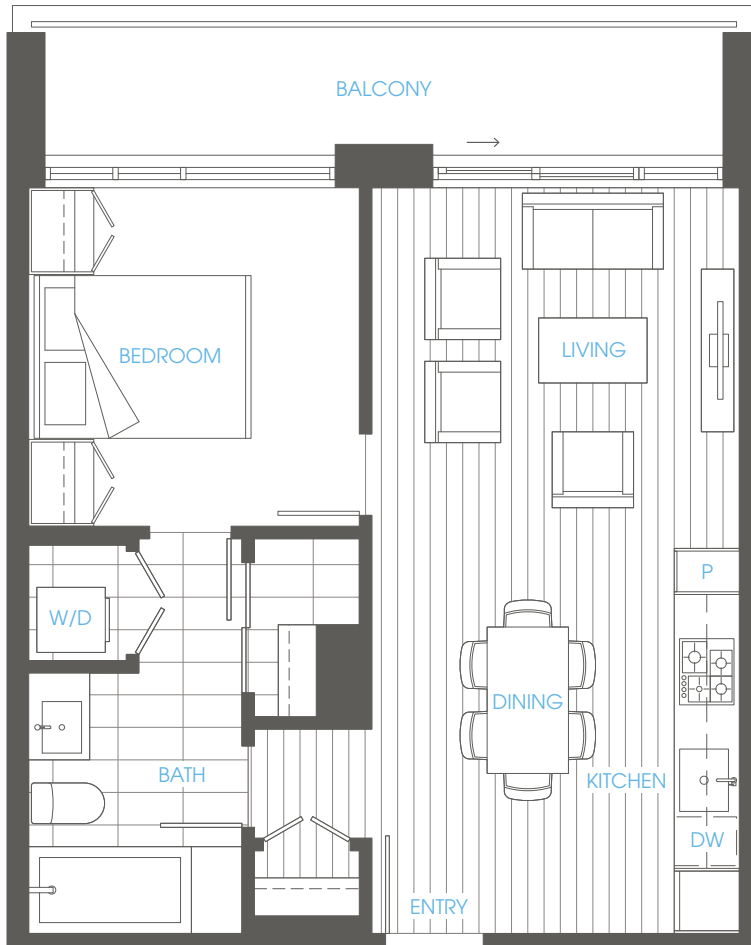 BALCONY
BEDROOM
LIVING
P
W/D
DINING
BATH
KITCHEN
DW
ENTRY